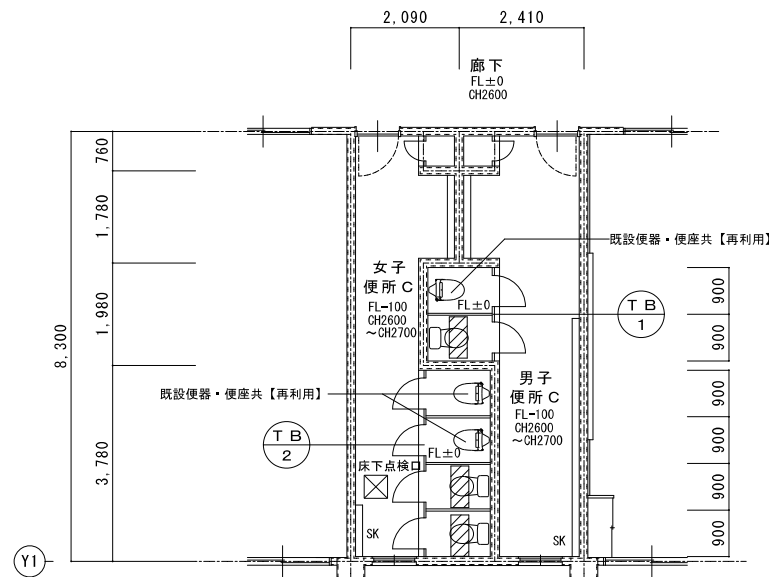 2,090
2,410
廊下
FL±0
CH2600
760
1,780
1,980
3,780
8,300
既設便器・便座共【再利用】
女子
便所C
FL-100
CH2600
～CH2700
FL±0
TB
1
900
900
男子
便所C
FL-100
CH2600
～CH2700
既設便器・便座共【再利用】
TB
2
FL±0
床下点検口
900
900
900
900
SK
SK
Y1